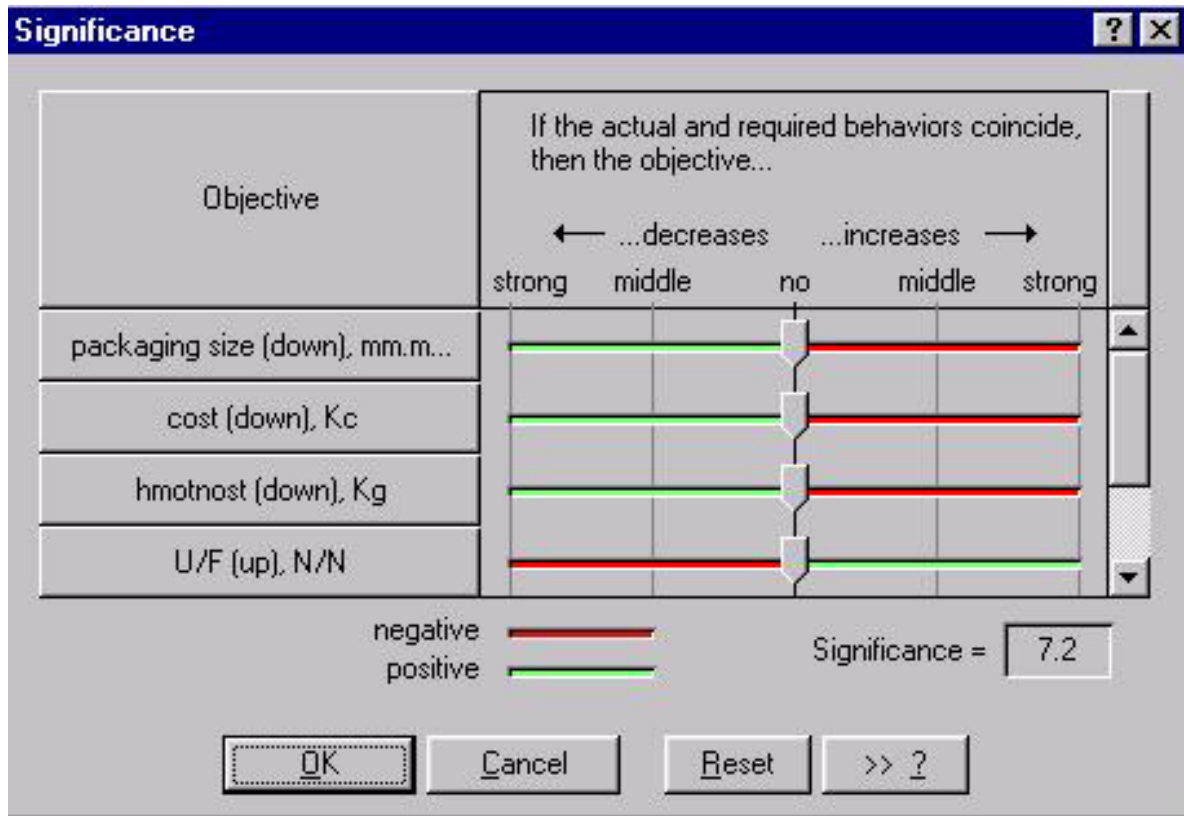 Significance
?
Objective
If the actual and required behaviors coincide,
then the objective...
...decreases ...increases
strong middle no middle strong
packaging size (down), mm.m...
cost (down), Kc
hmotnost (down), Kg
U/F (up), N/N
negative
positive
Significance = 7.2
OK Cancel Reset >> ?